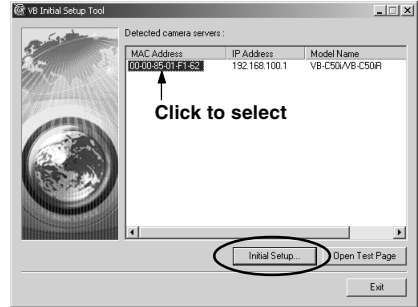 VB Initial Setup Tool
Detected camera servers :
MAC Address IP Address Model Name
00-00-85-01-F1-62 192.168.100.1 VB-C50i/VB-C50iR
Click to select
Initial Setup... Open Test Page
Exit